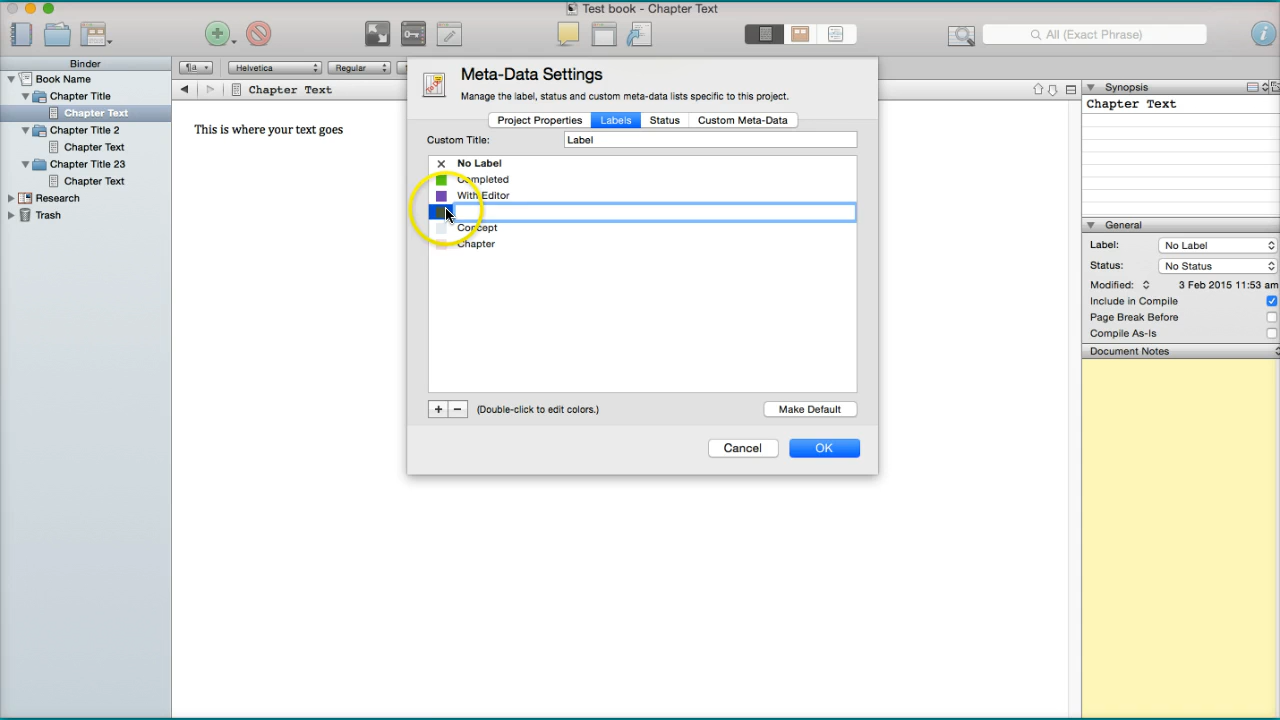 Test book - Chapter Text
All (Exact Phrase)
Binder
Book Name
Chapter Title
Chapter Text
Chapter Title 2
Chapter Text
Chapter Title 23
Chapter Text
Research
Trash
Helvetica
Regular
Chapter Text
This is where your text goes
Meta-Data Settings
Manage the label, status and custom meta-data lists specific to this project.
Project Properties
Labels
Status
Custom Meta-Data
Custom Title:
Label
No Label
Completed
With Editor
Concept
Chapter
+
−
(Double-click to edit colors.)
Make Default
Cancel
OK
Synopsis
Chapter Text
General
Label:
No Label
Status:
No Status
Modified:
3 Feb 2015 11:53 am
Include in Compile
Page Break Before
Compile As-Is
Document Notes